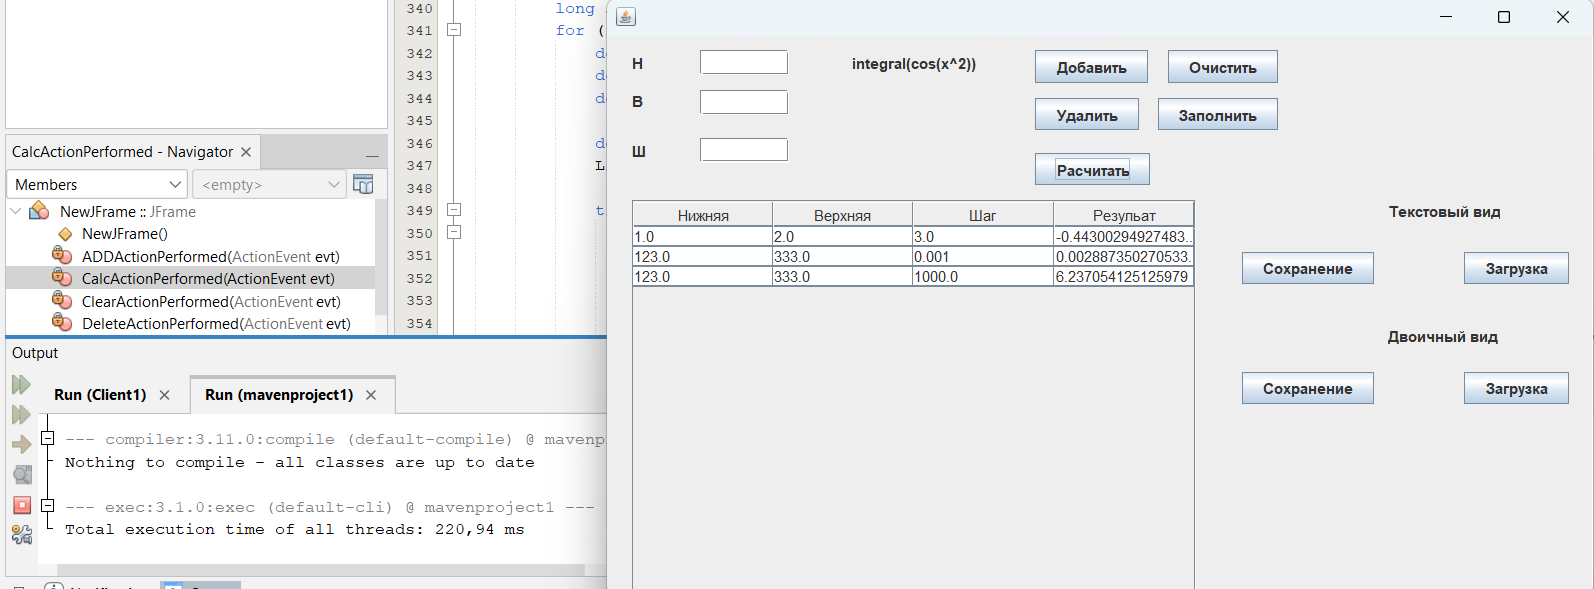 340 long
341 for (
342 de
343 de
344 de
345
346 de
347 L
348
349 t
350
351
352
353
354
CalcActionPerformed - Navigator
Members
<empty>
NewJFrame :: JFrame
NewJFrame()
ADDActionPerformed(ActionEvent evt)
CalcActionPerformed(ActionEvent evt)
ClearActionPerformed(ActionEvent evt)
DeleteActionPerformed(ActionEvent evt)
Output
Run (Client1)
Run (mavenproject1)
--- compiler:3.11.0:compile (default-compile) @ mavenp
Nothing to compile - all classes are up to date
--- exec:3.1.0:exec (default-cli) @ mavenproject1 ---
Total execution time of all threads: 220,94 ms
Н integral(cos(x^2)) Добавить Очистить
В Удалить Заполнить
Ш Расчитать
Нижняя Верхняя Шаг Резульат
1.0 2.0 3.0 -0.44300294927483..
123.0 333.0 0.001 0.002887350270533.
123.0 333.0 1000.0 6.237054125125979
Текстовый вид
Сохранение Загрузка
Двоичный вид
Сохранение Загрузка